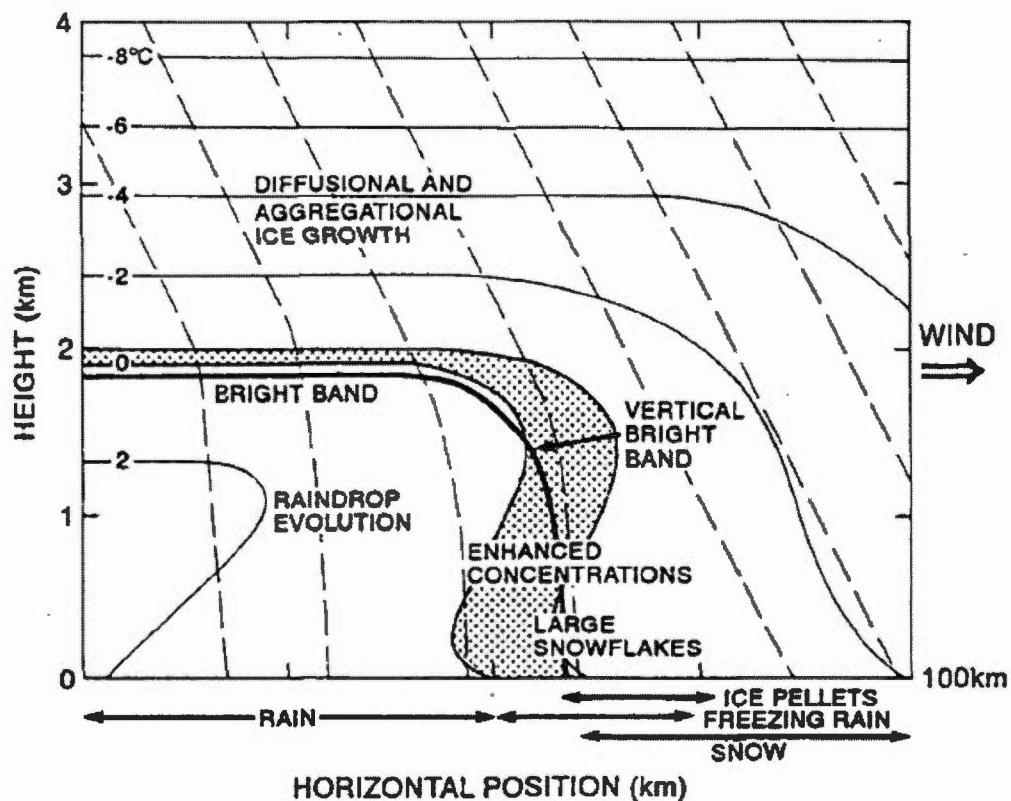 4
-8°C
-6
3
-4
DIFFUSIONAL AND
AGGREGATIONAL
ICE GROWTH
-2
HEIGHT (km)
WIND
2
0
BRIGHT BAND
VERTICAL
BRIGHT
BAND
2
RAINDROP
EVOLUTION
1
ENHANCED
CONCENTRATIONS
LARGE
SNOWFLAKES
0
100km
ICE PELLETS
RAIN
FREEZING RAIN
SNOW
HORIZONTAL POSITION (km)